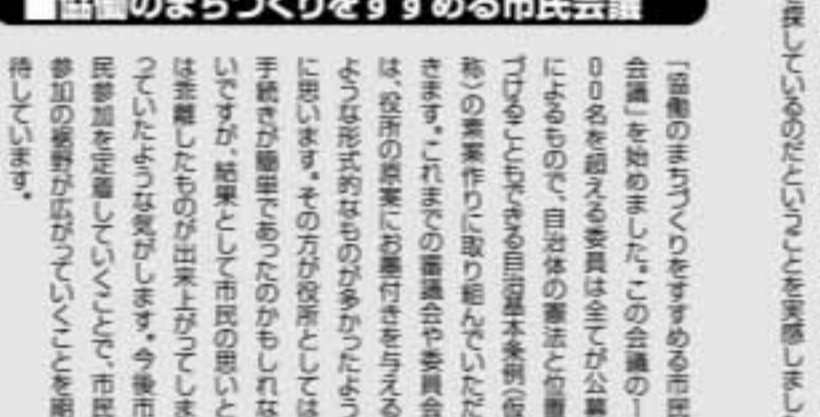 ■協働のまちづくりをすすめる市民会議
探しているのだということを実感しまし
「協働のまちづくりをすすめる市民
会議」を始めました。この会議の1
00名を超える委員は全てが公募
によるもので、自治体の憲法と位置
づけることもできる自治基本条例(仮
称)の素案作りに取り組んでいただ
きます。これまでの審議会や委員会
は、役所の原案にお墨付きを与える
ような形式的なものが多かったよう
に思います。その方が役所としては
手続きが簡単であったのかもしれな
いですが、結果として市民の思いと
は乖離したものが出来上がってしま
っていたような気がします。今後市
民参加を定着していくことで、市民
参加の裾野が広がっていくことを期
待しています。